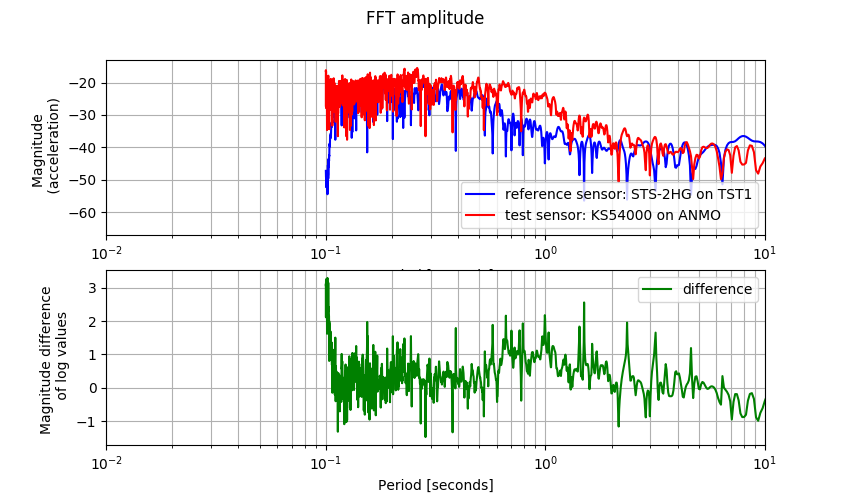 FFT amplitude
Magnitude
(acceleration)
−20
−30
−40
−50
−60
reference sensor: STS-2HG on TST1
test sensor: KS54000 on ANMO
10⁻²
10⁻¹
10⁰
10¹
Magnitude difference
of log values
3
2
1
0
−1
difference
10⁻²
10⁻¹
10⁰
10¹
Period [seconds]